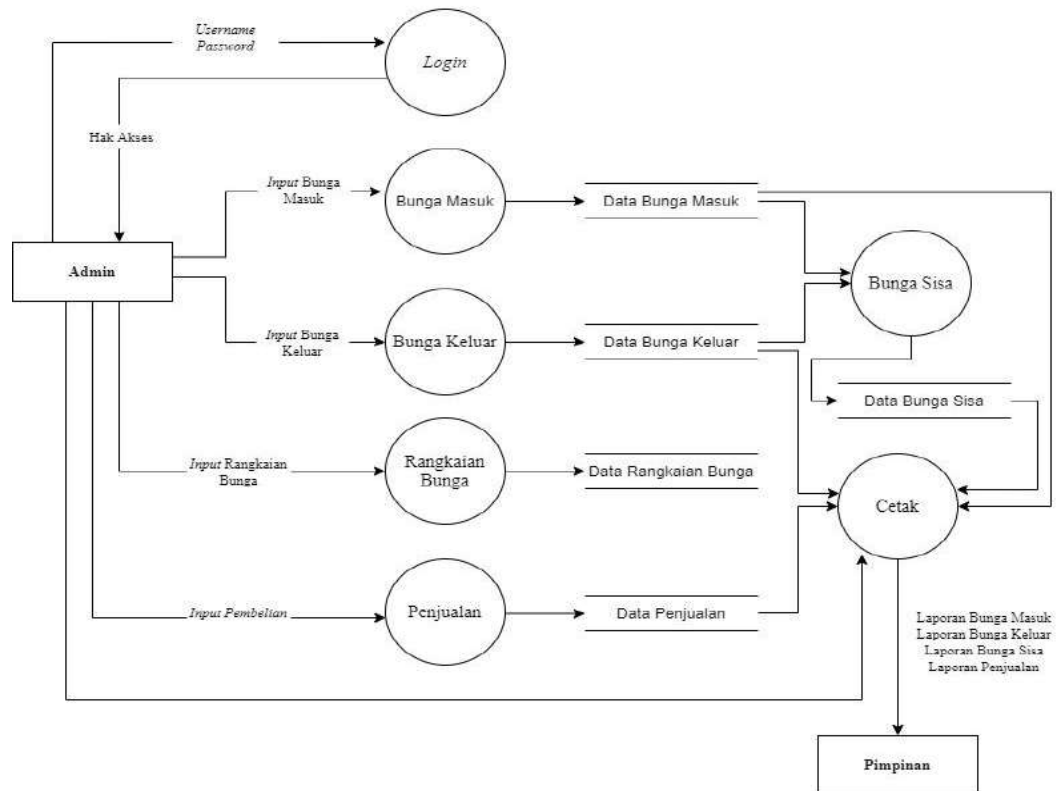 Username
Password
Login
Hak Akses
Input Bunga
Masuk
Bunga Masuk
Data Bunga Masuk
Admin
Bunga Sisa
Input Bunga
Keluar
Bunga Keluar
Data Bunga Keluar
Data Bunga Sisa
Input Rangkaian
Bunga
Rangkaian
Bunga
Data Rangkaian Bunga
Cetak
Input Pembelian
Penjualan
Data Penjualan
Laporan Bunga Masuk
Laporan Bunga Keluar
Laporan Bunga Sisa
Laporan Penjualan
Pimpinan